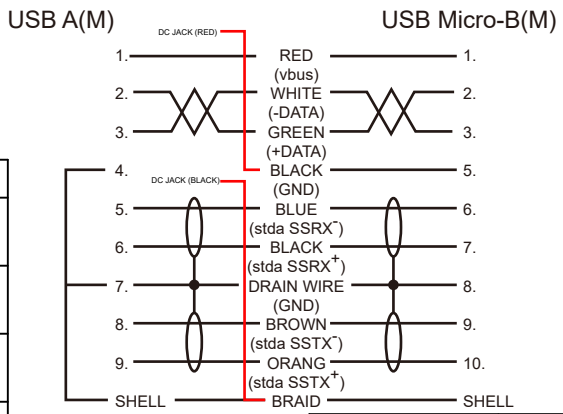 USB A(M) USB Micro-B(M)
DC JACK (RED)
1. RED 1.
(vbus)
2. WHITE 2.
(-DATA)
3. GREEN 3.
(+DATA)
4. BLACK 5.
DC JACK (BLACK)
(GND)
5. BLUE 6.
(stda SSRX-)
6. BLACK 7.
(stda SSRX+)
7. DRAIN WIRE 8.
(GND)
8. BROWN 9.
(stda SSTX-)
9. ORANG 10.
(stda SSTX+)
SHELL BRAID SHELL